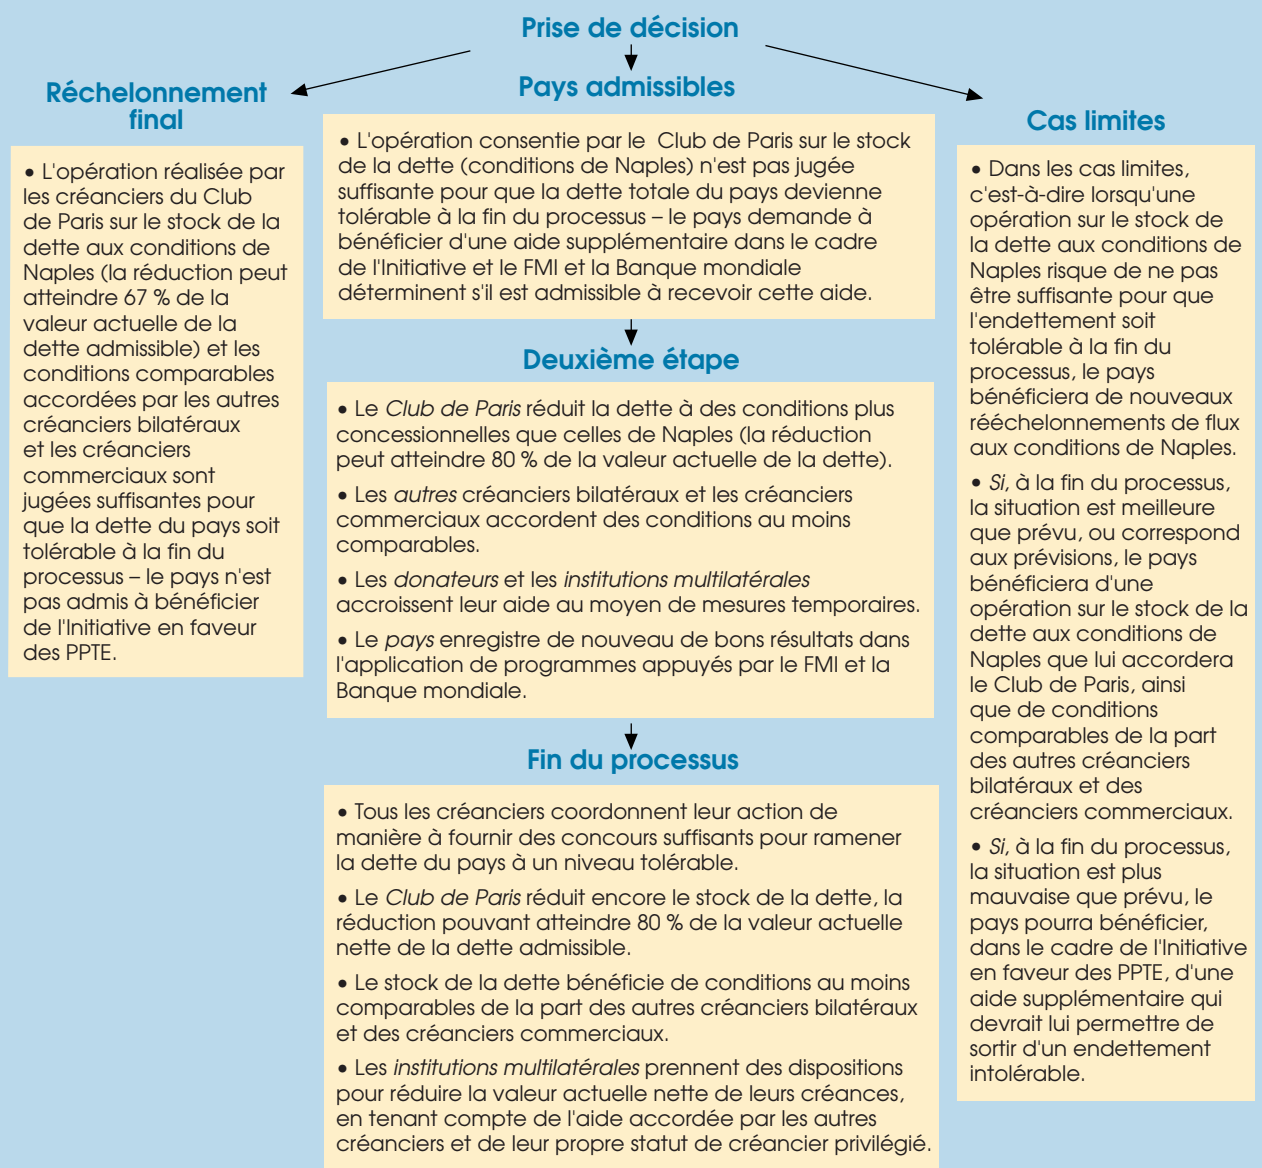 Prise de décision
Réchelonnement
final
• L'opération réalisée par
les créanciers du Club
de Paris sur le stock de la
dette aux conditions de
Naples (la réduction peut
atteindre 67 % de la
valeur actuelle de la
dette admissible) et les
conditions comparables
accordées par les autres
créanciers bilatéraux
et les créanciers
commerciaux sont
jugées suffisantes pour
que la dette du pays soit
tolérable à la fin du
processus – le pays n'est
pas admis à bénéficier
de l'Initiative en faveur
des PPTE.
Pays admissibles
• L'opération consentie par le Club de Paris sur le stock
de la dette (conditions de Naples) n'est pas jugée
suffisante pour que la dette totale du pays devienne
tolérable à la fin du processus – le pays demande à
bénéficier d'une aide supplémentaire dans le cadre
de l'Initiative et le FMI et la Banque mondiale
déterminent s'il est admissible à recevoir cette aide.
Deuxième étape
• Le Club de Paris réduit la dette à des conditions plus
concessionnelles que celles de Naples (la réduction
peut atteindre 80 % de la valeur actuelle de la dette).
• Les autres créanciers bilatéraux et les créanciers
commerciaux accordent des conditions au moins
comparables.
• Les donateurs et les institutions multilatérales
accroissent leur aide au moyen de mesures temporaires.
• Le pays enregistre de nouveau de bons résultats dans
l'application de programmes appuyés par le FMI et la
Banque mondiale.
Fin du processus
• Tous les créanciers coordonnent leur action de
manière à fournir des concours suffisants pour ramener
la dette du pays à un niveau tolérable.
• Le Club de Paris réduit encore le stock de la dette, la
réduction pouvant atteindre 80 % de la valeur actuelle
nette de la dette admissible.
• Le stock de la dette bénéficie de conditions au moins
comparables de la part des autres créanciers bilatéraux
et des créanciers commerciaux.
• Les institutions multilatérales prennent des dispositions
pour réduire la valeur actuelle nette de leurs créances,
en tenant compte de l'aide accordée par les autres
créanciers et de leur propre statut de créancier privilégié.
Cas limites
• Dans les cas limites,
c'est-à-dire lorsqu'une
opération sur le stock de
la dette aux conditions de
Naples risque de ne pas
être suffisante pour que
l'endettement soit
tolérable à la fin du
processus, le pays
bénéficiera de nouveaux
rééchelonnements de flux
aux conditions de Naples.
• Si, à la fin du processus,
la situation est meilleure
que prévu, ou correspond
aux prévisions, le pays
bénéficiera d'une
opération sur le stock de la
dette aux conditions de
Naples que lui accordera
le Club de Paris, ainsi
que de conditions
comparables de la part
des autres créanciers
bilatéraux et des
créanciers commerciaux.
• Si, à la fin du processus,
la situation est plus
mauvaise que prévu, le
pays pourra bénéficier,
dans le cadre de l'Initiative
en faveur des PPTE, d'une
aide supplémentaire qui
devrait lui permettre de
sortir d'un endettement
intolérable.